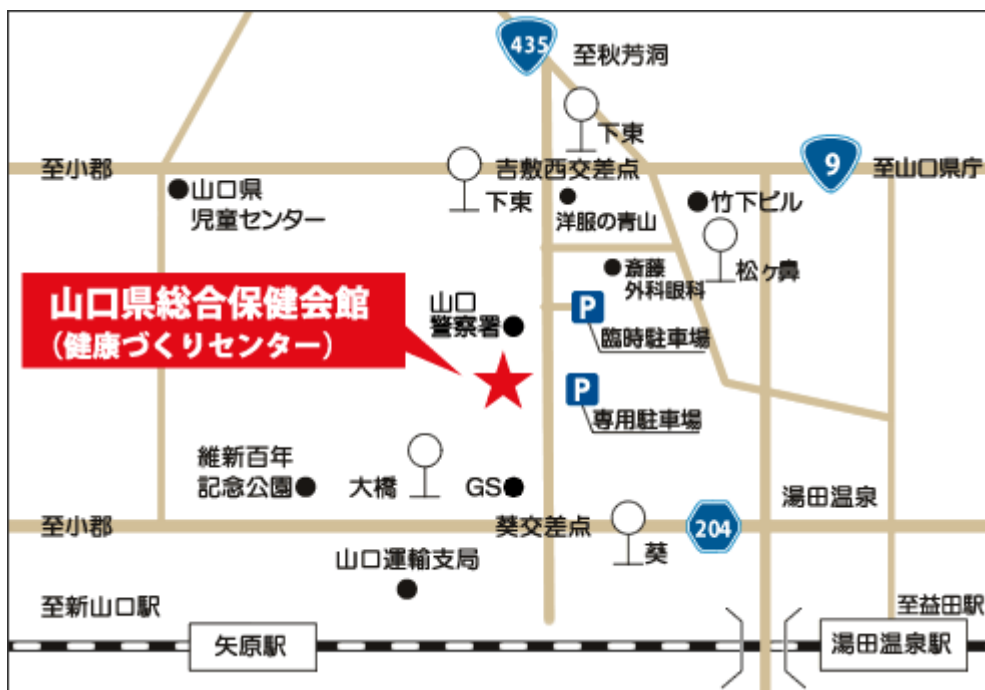 435
至秋芳洞
下東
至小郡
吉敷西交差点
9
至山口県庁
山口県
児童センター
下東
洋服の青山
竹下ビル
松ヶ鼻
斎藤
外科眼科
山口県総合保健会館
(健康づくりセンター)
山口
警察署
P
臨時駐車場
P
専用駐車場
維新百年
記念公園
大橋
GS
湯田温泉
至小郡
葵交差点
204
葵
山口運輸支局
至新山口駅
至益田駅
矢原駅
湯田温泉駅